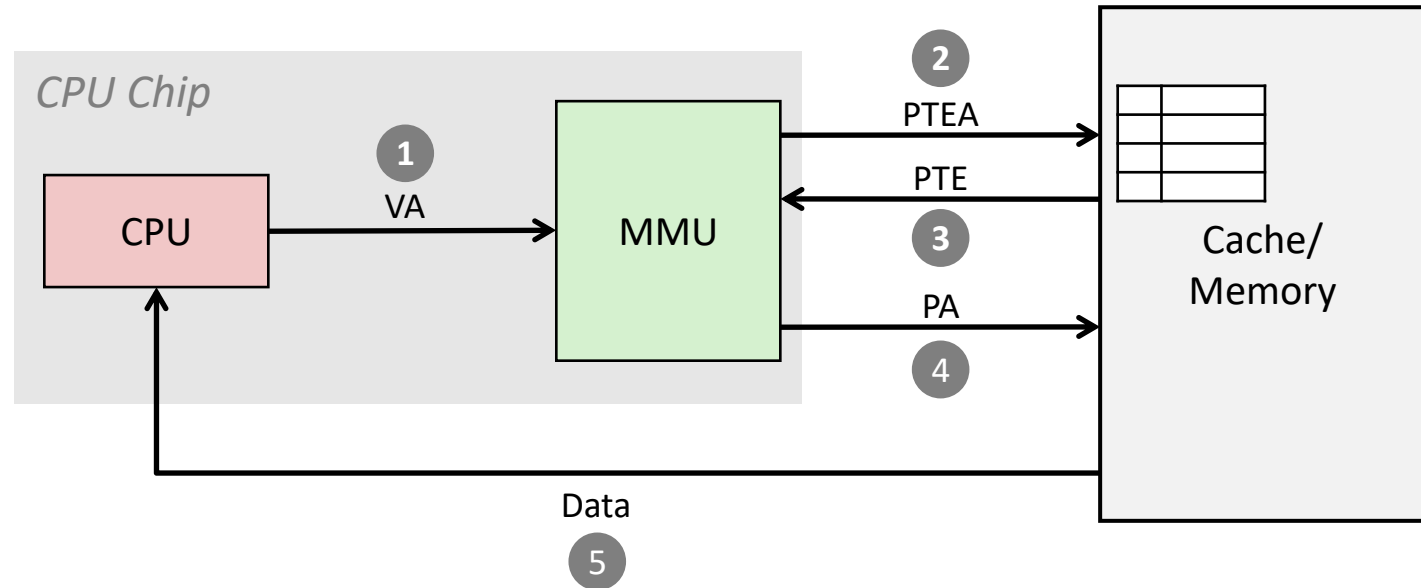 CPU Chip
2
PTEA
1
VA
PTE
CPU
MMU
3
Cache/
Memory
PA
4
Data
5